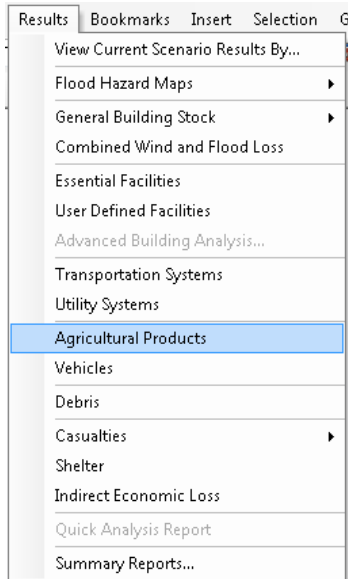 Results Bookmarks Insert Selection G
View Current Scenario Results By...
Flood Hazard Maps
General Building Stock
Combined Wind and Flood Loss
Essential Facilities
User Defined Facilities
Advanced Building Analysis...
Transportation Systems
Utility Systems
Agricultural Products
Vehicles
Debris
Casualties
Shelter
Indirect Economic Loss
Quick Analysis Report
Summary Reports...